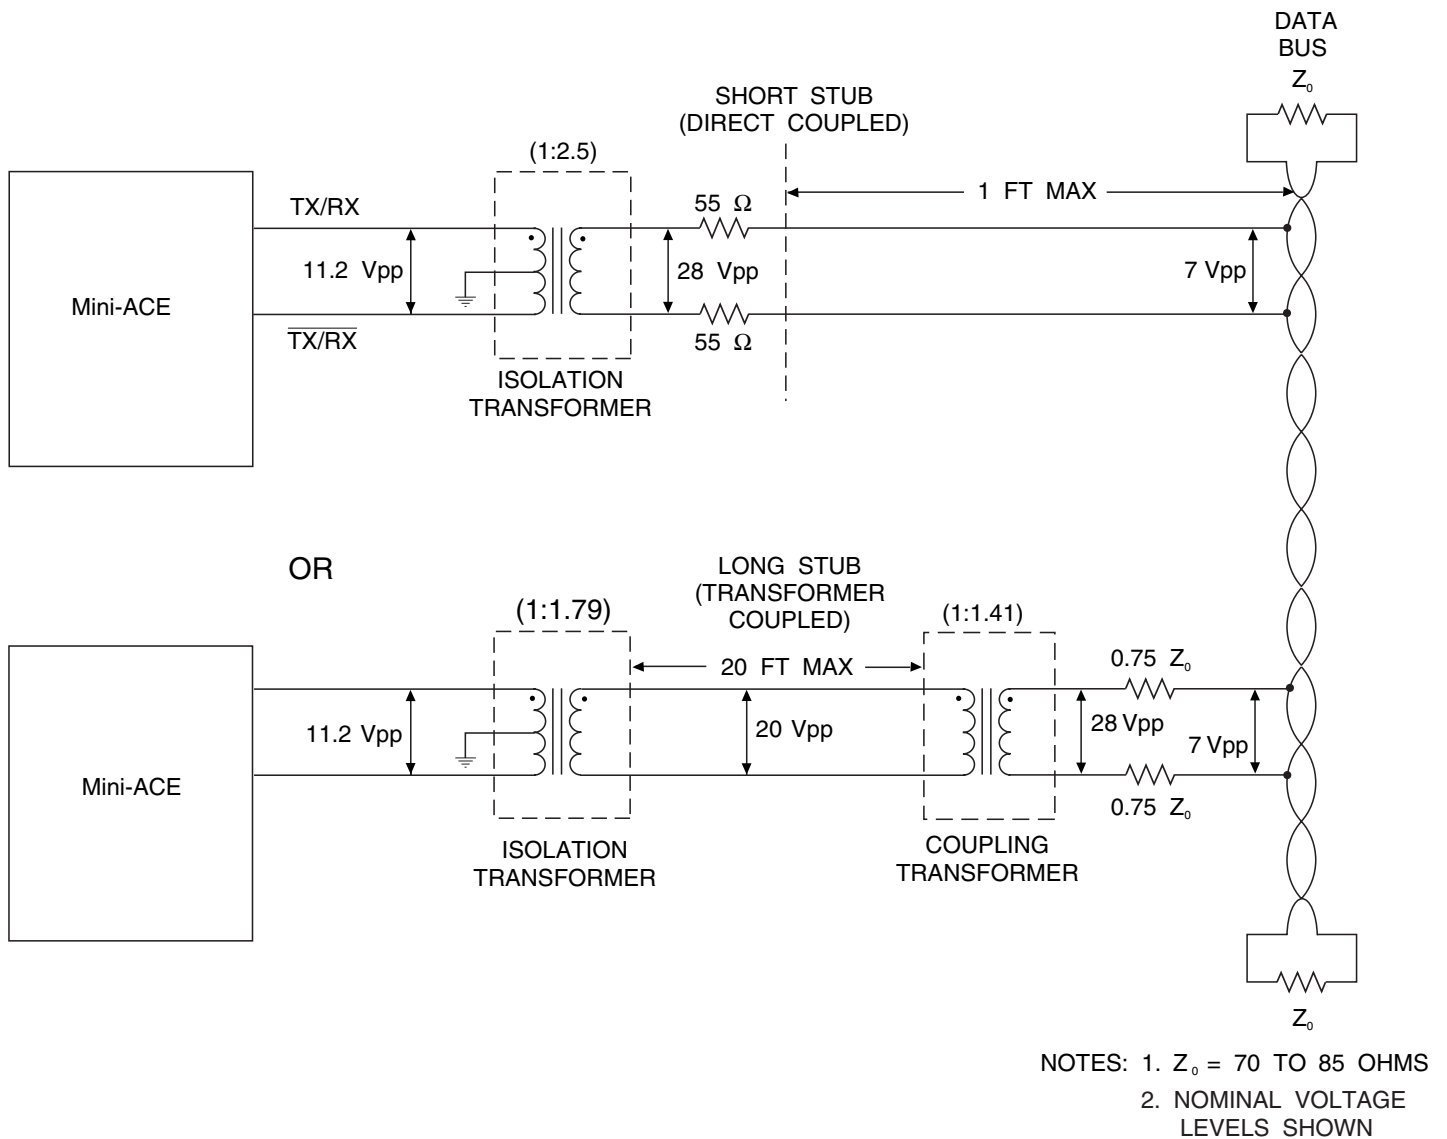 DATA
BUS
Z₀
SHORT STUB
(DIRECT COUPLED)
(1:2.5)
1 FT MAX
TX/RX
55 Ω
11.2 Vpp
28 Vpp
7 Vpp
Mini-ACE
T̅X̅/̅R̅X̅
55 Ω
ISOLATION
TRANSFORMER
OR
LONG STUB
(TRANSFORMER
COUPLED)
(1:1.79)
(1:1.41)
20 FT MAX
0.75 Z₀
11.2 Vpp
20 Vpp
28 Vpp
7 Vpp
Mini-ACE
0.75 Z₀
ISOLATION
TRANSFORMER
COUPLING
TRANSFORMER
Z₀
NOTES: 1. Z₀ = 70 TO 85 OHMS
2. NOMINAL VOLTAGE
LEVELS SHOWN